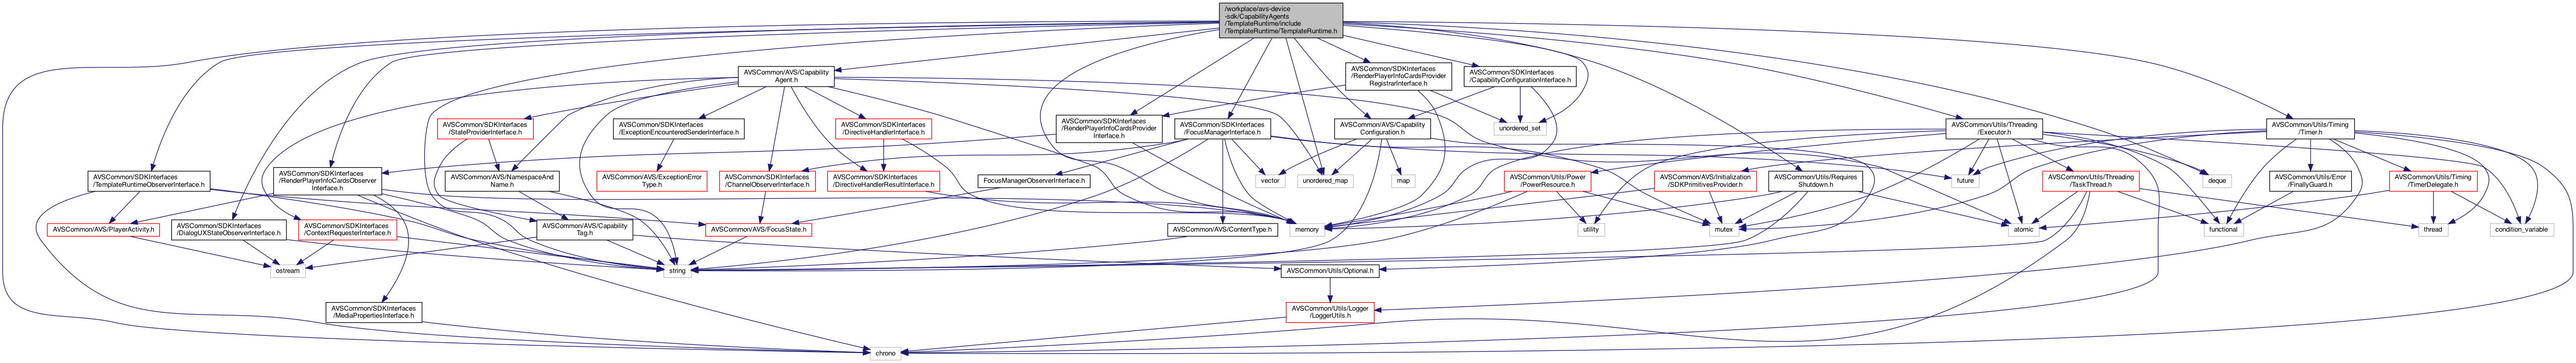 /workplace/avs-device
-sdk/CapabilityAgents
/TemplateRuntime/include
/TemplateRuntime/TemplateRuntime.h
AVSCommon/AVS/Capability
Agent.h
AVSCommon/SDKInterfaces
/RenderPlayerInfoCardsProvider
RegistrarInterface.h
AVSCommon/SDKInterfaces
/CapabilityConfigurationInterface.h
AVSCommon/SDKInterfaces
/StateProviderInterface.h
AVSCommon/SDKInterfaces
/ExceptionEncounteredSenderInterface.h
AVSCommon/SDKInterfaces
/DirectiveHandlerInterface.h
AVSCommon/SDKInterfaces
/RenderPlayerInfoCardsProvider
Interface.h
AVSCommon/SDKInterfaces
/FocusManagerInterface.h
AVSCommon/AVS/Capability
Configuration.h
unordered_set
AVSCommon/Utils/Threading
/Executor.h
AVSCommon/Utils/Timing
/Timer.h
AVSCommon/SDKInterfaces
/TemplateRuntimeObserverInterface.h
AVSCommon/SDKInterfaces
/RenderPlayerInfoCardsObserver
Interface.h
AVSCommon/AVS/NamespaceAnd
Name.h
AVSCommon/AVS/ExceptionError
Type.h
AVSCommon/SDKInterfaces
/ChannelObserverInterface.h
AVSCommon/SDKInterfaces
/DirectiveHandlerResultInterface.h
FocusManagerObserverInterface.h
vector
unordered_map
map
AVSCommon/Utils/Power
/PowerResource.h
AVSCommon/AVS/Initialization
/SDKPrimitivesProvider.h
AVSCommon/Utils/Requires
Shutdown.h
future
AVSCommon/Utils/Threading
/TaskThread.h
deque
AVSCommon/Utils/Error
/FinallyGuard.h
AVSCommon/Utils/Timing
/TimerDelegate.h
AVSCommon/AVS/PlayerActivity.h
AVSCommon/SDKInterfaces
/DialogUXStateObserverInterface.h
AVSCommon/SDKInterfaces
/ContextRequesterInterface.h
AVSCommon/AVS/Capability
Tag.h
AVSCommon/AVS/FocusState.h
AVSCommon/AVS/ContentType.h
memory
utility
mutex
atomic
functional
thread
condition_variable
ostream
string
AVSCommon/Utils/Optional.h
AVSCommon/SDKInterfaces
/MediaPropertiesInterface.h
AVSCommon/Utils/Logger
/LoggerUtils.h
chrono